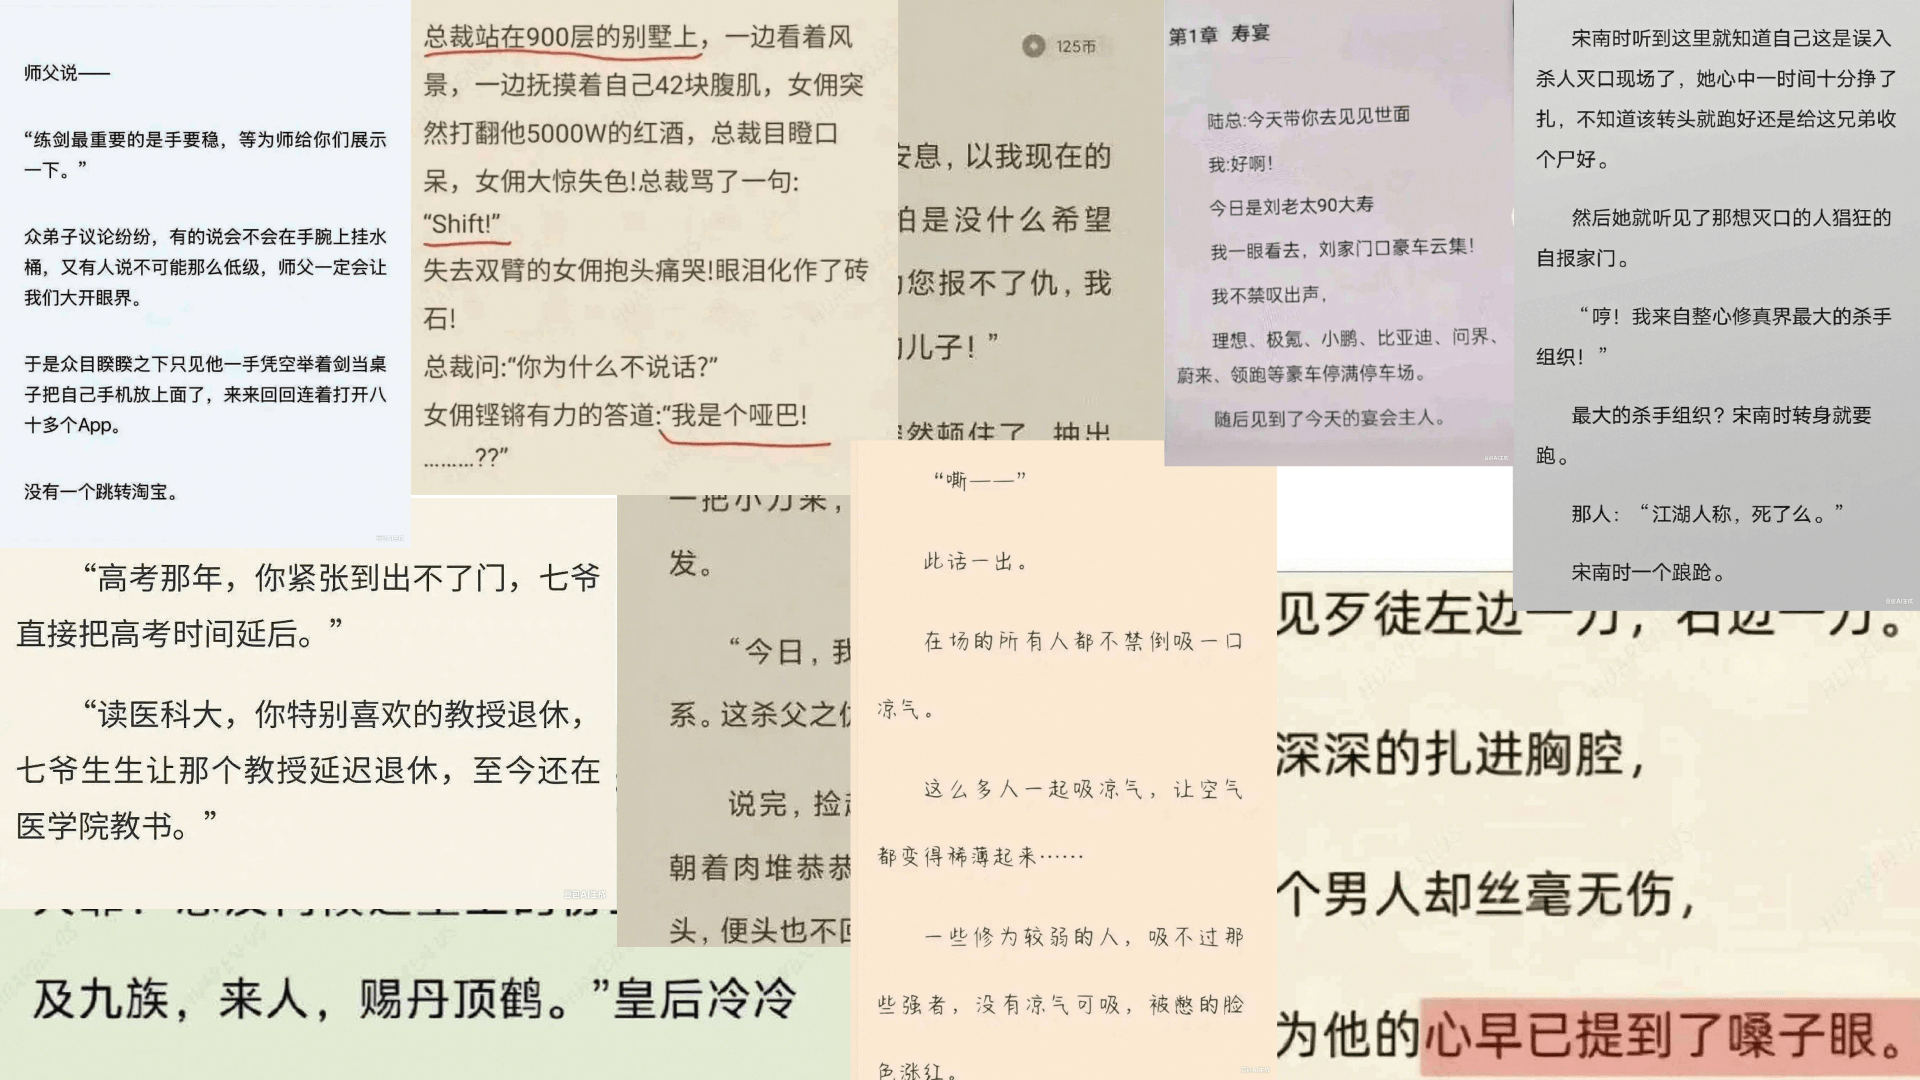 师父说——
“练剑最重要的是手要稳，等为师给你们展示
一下。”
众弟子议论纷纷，有的说会不会在手腕上挂水
桶，又有人说不可能那么低级，师父一定会让
我们大开眼界。
于是众目睽睽之下只见他一手凭空举着剑当桌
子把自己手机放上面了，来来回回连着打开八
十多个App。
没有一个跳转淘宝。
总裁站在900层的别墅上，一边看着风
景，一边抚摸着自己42块腹肌，女佣突
然打翻他5000W的红酒，总裁目瞪口
呆，女佣大惊失色!总裁骂了一句:
“Shift!”
失去双臂的女佣抱头痛哭!眼泪化作了砖
石!
总裁问:“你为什么不说话?”
女佣铿锵有力的答道:“我是个哑巴!
………??”
125币
息，以我现在的
是没什么希望
您报不了仇，我
儿子！”
然顿住了 抽出
第1章 寿宴
陆总:今天带你去见见世面
我:好啊!
今日是刘老太90大寿
我一眼看去，刘家门口豪车云集!
我不禁叹出声，
理想、极氪、小鹏、比亚迪、问界、
蔚来、领跑等豪车停满停车场。
随后见到了今天的宴会主人。
宋南时听到这里就知道自己这是误入
杀人灭口现场了，她心中一时间十分挣了
扎，不知道该转头就跑好还是给这兄弟收
个尸好。
然后她就听见了那想灭口的人猖狂的
自报家门。
“哼！我来自整心修真界最大的杀手
组织！”
最大的杀手组织？宋南时转身就要
跑。
那人：“江湖人称，死了么。”
宋南时一个踉跄。
“高考那年，你紧张到出不了门，七爷
直接把高考时间延后。”
“读医科大，你特别喜欢的教授退休，
七爷生生让那个教授延迟退休，至今还在
医学院教书。”
豆包AI生成
及九族，来人，赐丹顶鹤。”皇后冷冷
一把小刀来，
发。
“今日，我
系。这杀父之仇
说完，捡起
朝着肉堆恭恭
头，便头也不回
“嘶——”
此话一出。
在场的所有人都不禁倒吸一口
凉气。
这么多人一起吸凉气，让空气
都变得稀薄起来……
一些修为较弱的人，吸不过那
些强者，没有凉气可吸，被憋的脸
色涨红。
见歹徒左边一刀，右边一刀。
深深的扎进胸腔，
个男人却丝毫无伤，
为他的心早已提到了嗓子眼。